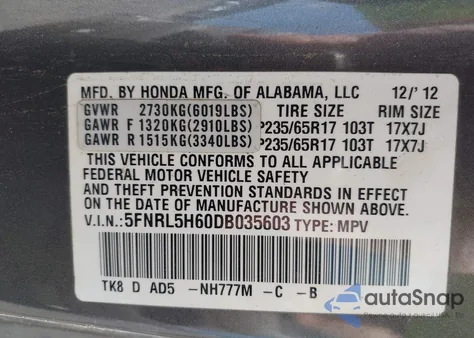 MFD. BY HONDA MFG. OF ALABAMA, LLC 12/' 12
GVWR 2730KG(6019LBS) TIRE SIZE RIM SIZE
GAWR F 1320KG(2910LBS) P235/65R17 103T 17X7J
GAWR R 1515KG(3340LBS) P235/65R17 103T 17X7J
THIS VEHICLE CONFORMS TO ALL APPLICABLE
FEDERAL MOTOR VEHICLE SAFETY
AND THEFT PREVENTION STANDARDS IN EFFECT
ON THE DATE OF MANUFACTURE SHOWN ABOVE.
V.I.N.:5FNRL5H60DB035603 TYPE: MPV
TK8 D AD5 -NH777M -C -B
autaSnap